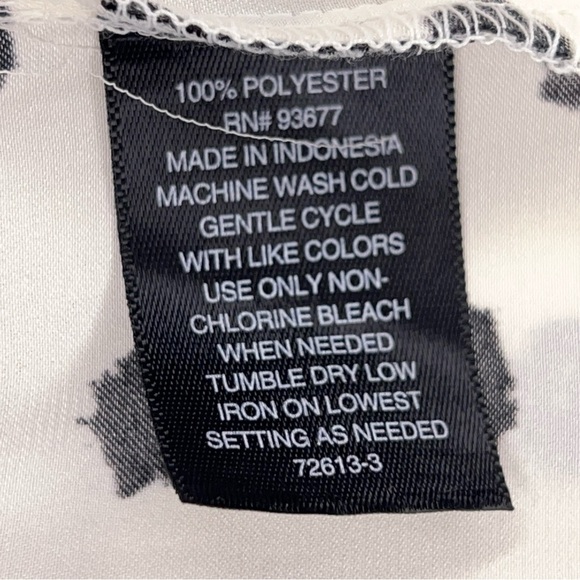 100% POLYESTER
RN# 93677
MADE IN INDONESIA
MACHINE WASH COLD
GENTLE CYCLE
WITH LIKE COLORS
USE ONLY NON-
CHLORINE BLEACH
WHEN NEEDED
TUMBLE DRY LOW
IRON ON LOWEST
SETTING AS NEEDED
72613-3